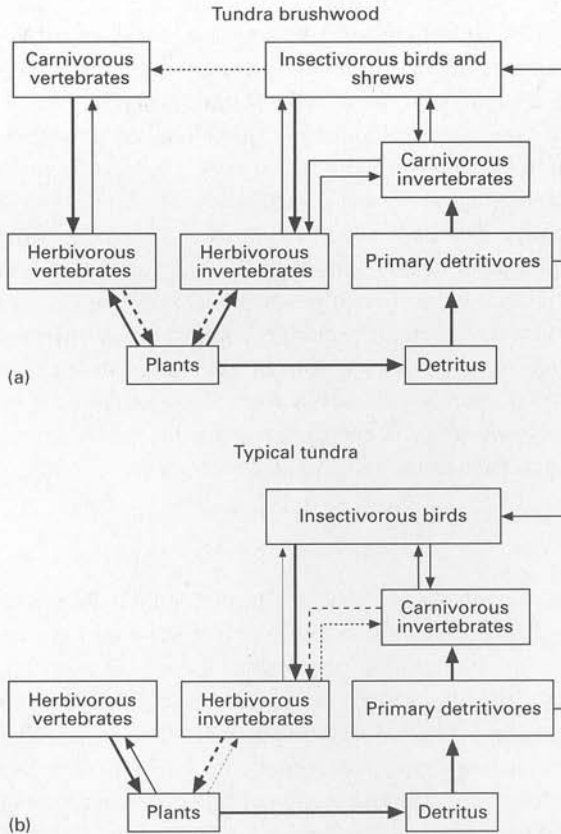 Tundra brushwood
Carnivorous
vertebrates
Insectivorous birds and
shrews
Carnivorous
invertebrates
Herbivorous
vertebrates
Herbivorous
invertebrates
Primary detritivores
Plants
Detritus
(a)
Typical tundra
Insectivorous birds
Carnivorous
invertebrates
Herbivorous
vertebrates
Herbivorous
invertebrates
Primary detritivores
Plants
Detritus
(b)